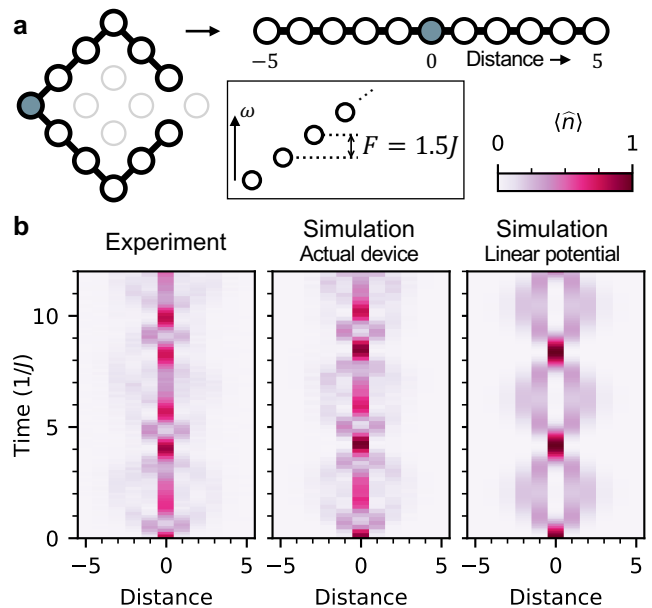 a
−5
0
Distance →
5
ω
F = 1.5J
⟨n̂⟩
0
1
b
Experiment
Simulation
Actual device
Simulation
Linear potential
Time (1/J)
10
5
0
−5
0
5
−5
0
5
−5
0
5
Distance
Distance
Distance